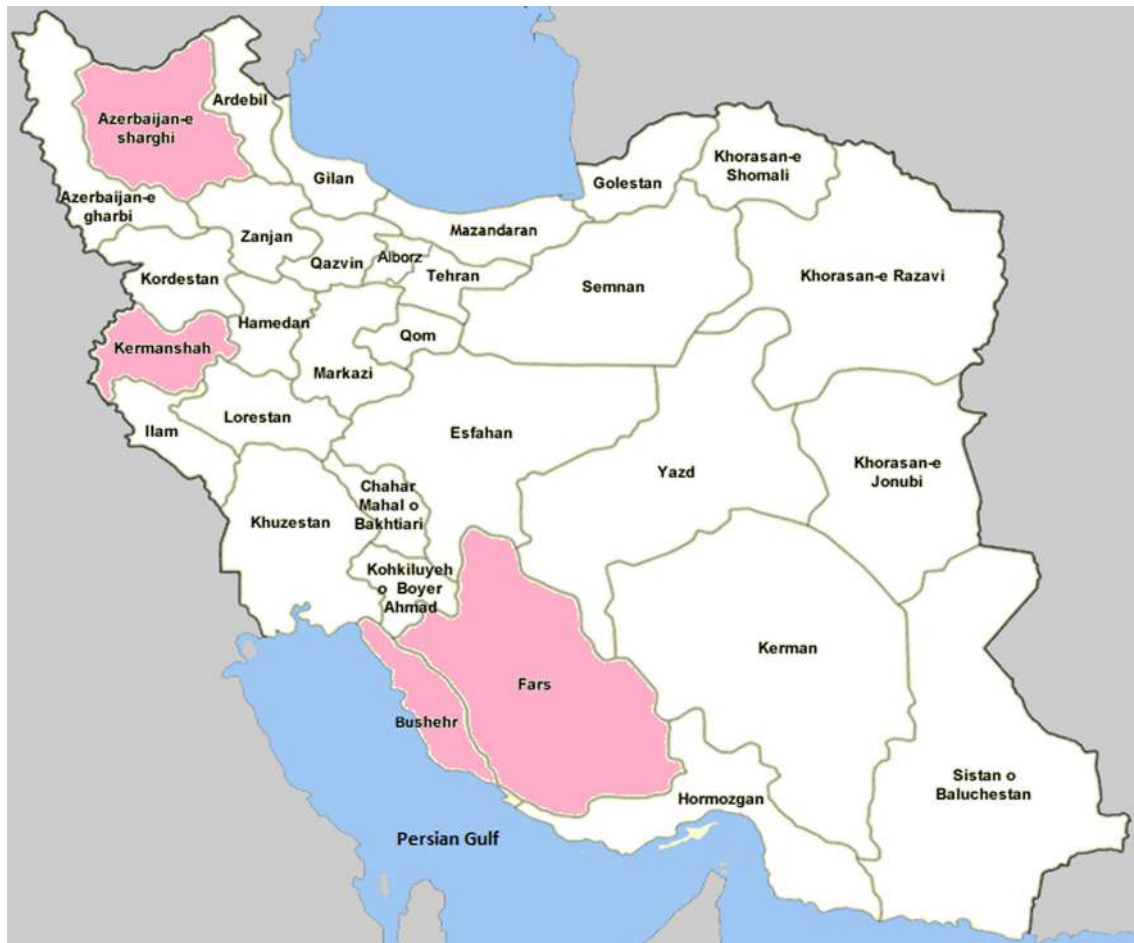 Ardebil
Azerbaijan-e
sharghi
Khorasan-e
Shomali
Gilan
Golestan
Azerbaijan-e
gharbi
Mazandaran
Zanjan
Qazvin
Alborz
Tehran
Khorasan-e Razavi
Kordestan
Semnan
Hamedan
Qom
Kermanshah
Markazi
Lorestan
Ilam
Esfahan
Khorasan-e
Jonubi
Yazd
Chahar
Mahal o
Bakhtiari
Khuzestan
Kohkiluyeh
o Boyer
Ahmad
Kerman
Fars
Bushehr
Sistan o
Baluchestan
Hormozgan
Persian Gulf